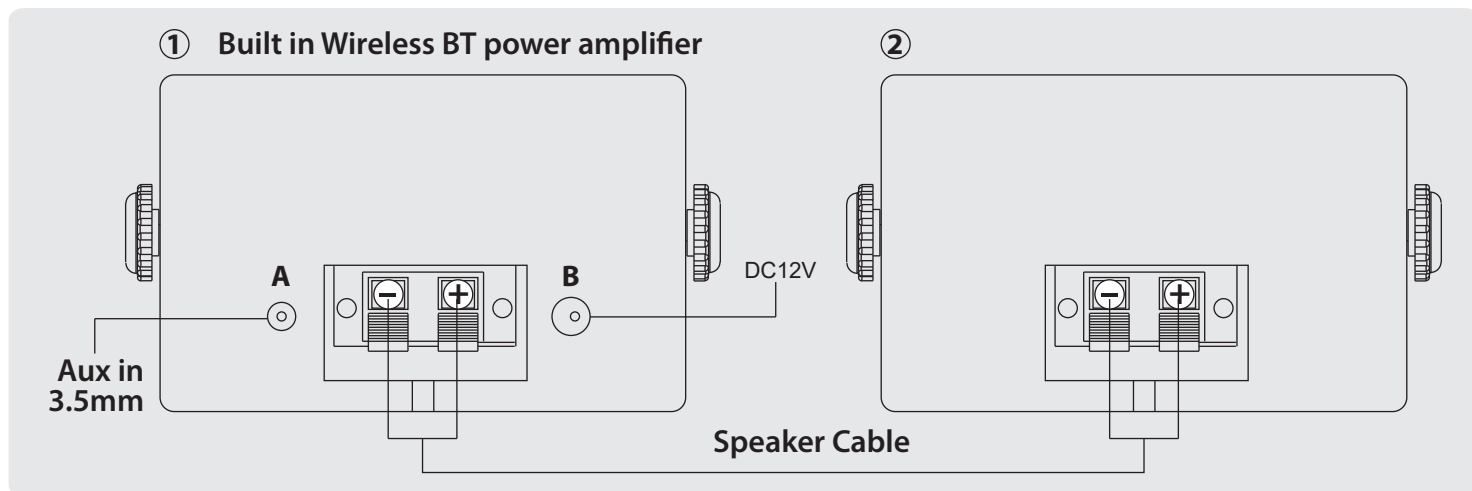 ① Built in Wireless BT power amplifier
②
A
B
DC12V
- +
- +
Aux in
3.5mm
Speaker Cable